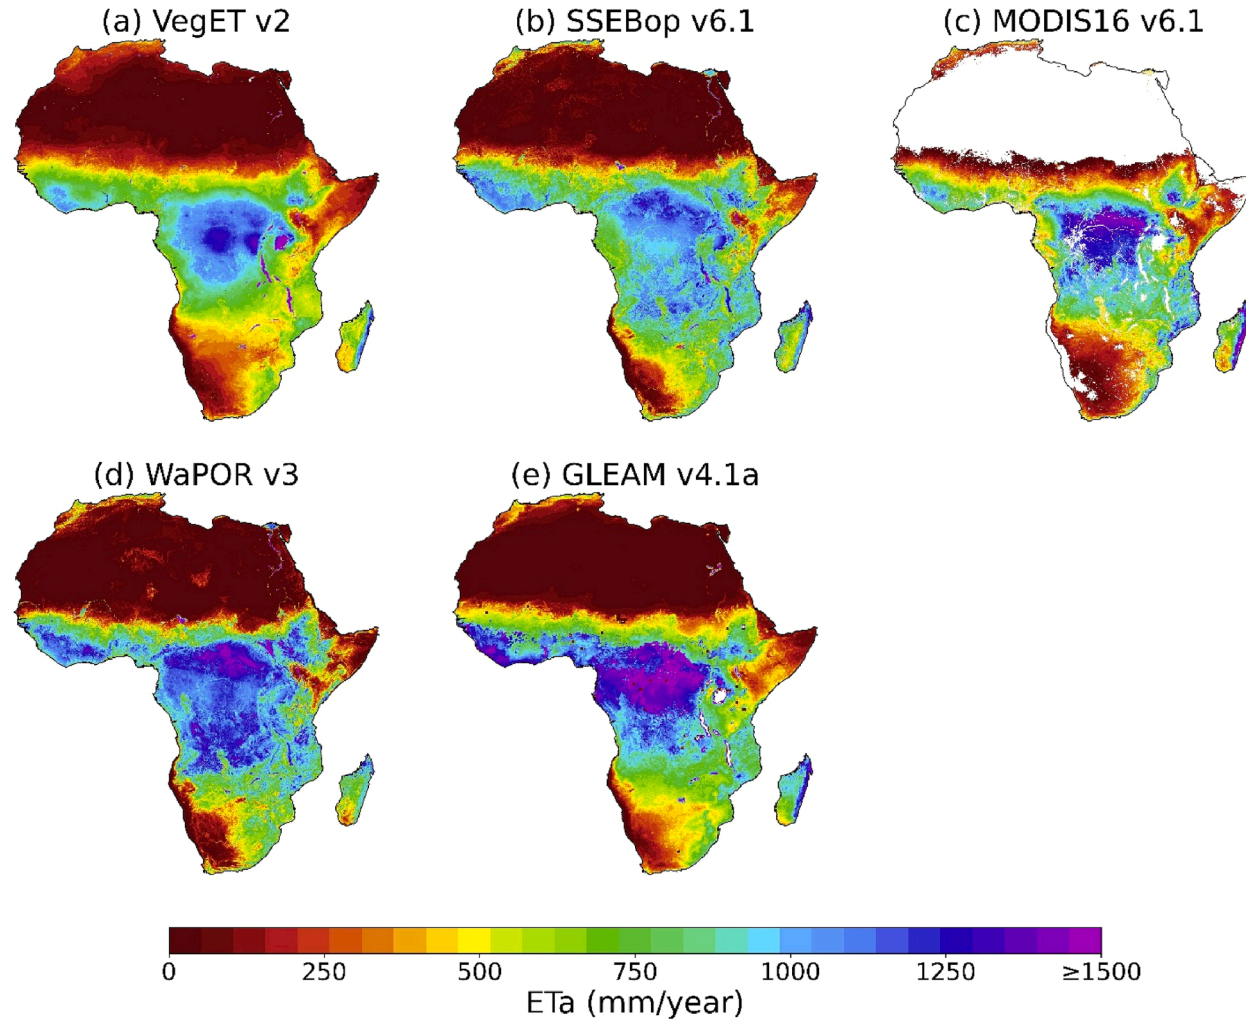 (a) VegET v2
(b) SSEBop v6.1
(c) MODIS16 v6.1
(d) WaPOR v3
(e) GLEAM v4.1a
0 250 500 750 1000 1250 ≥1500
ETa (mm/year)